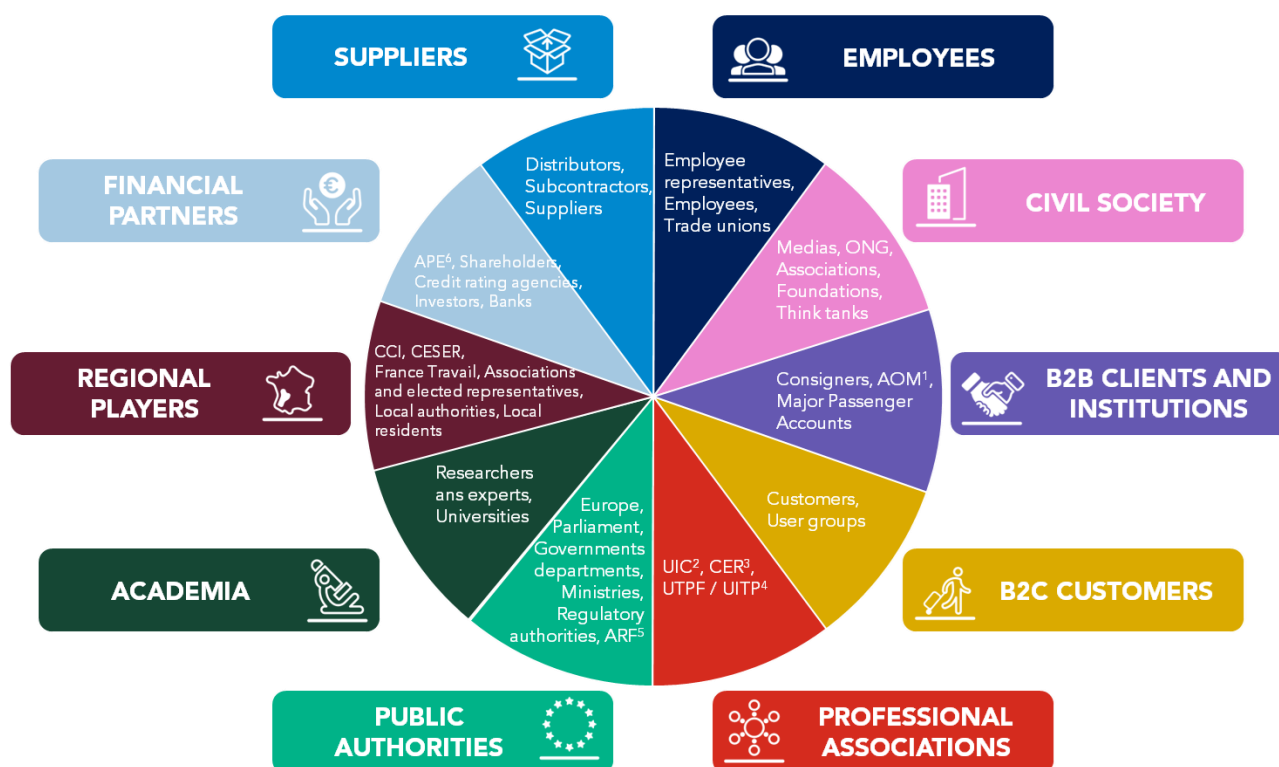 SUPPLIERS
EMPLOYEES
FINANCIAL
PARTNERS
CIVIL SOCIETY
REGIONAL
PLAYERS
B2B CLIENTS AND
INSTITUTIONS
ACADEMIA
B2C CUSTOMERS
PUBLIC
AUTHORITIES
PROFESSIONAL
ASSOCIATIONS
Distributors,
Subcontractors,
Suppliers
Employee
representatives,
Employees,
Trade unions
APE⁶, Shareholders,
Credit rating agencies,
Investors, Banks
Medias, ONG,
Associations,
Foundations,
Think tanks
CCI, CESER,
France Travail, Associations
and elected representatives,
Local authorities, Local
residents
Consigners, AOM¹,
Major Passenger
Accounts
Researchers
ans experts,
Universities
Customers,
User groups
Europe,
Parliament,
Governments
departments,
Ministries,
Regulatory
authorities, ARF⁵
UIC², CER³,
UTPF / UITP⁴
€